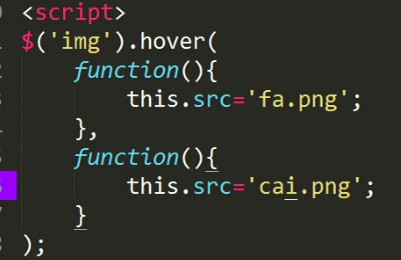 <script>
$('img').hover(
function(){
this.src='fa.png';
},
function(){
this.src='cai.png';
}
);